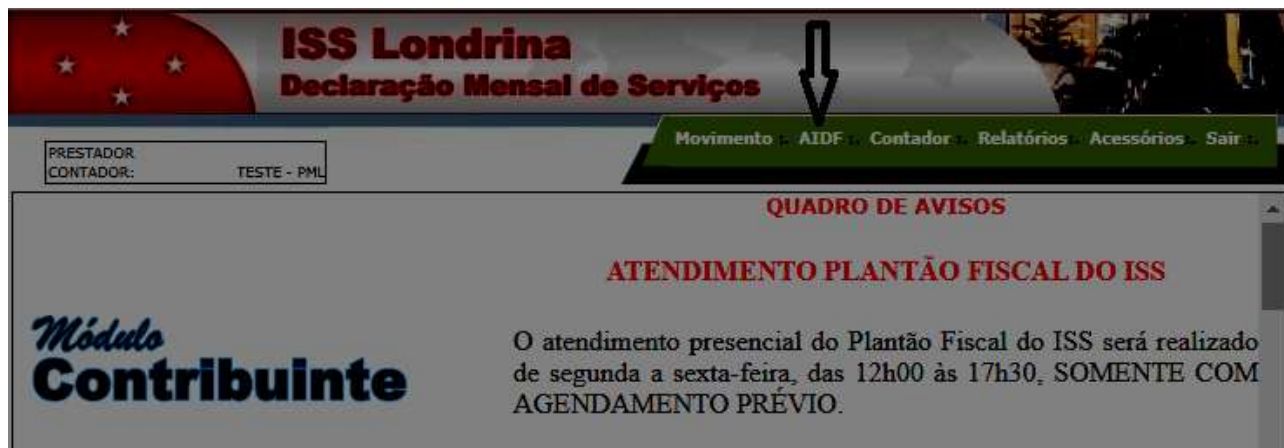 ISS Londrina
Declaração Mensal de Serviços
Movimento :. AIDF :. Contador :. Relatórios :. Acessórios :. Sair :.
PRESTADOR
CONTADOR: TESTE - PML
QUADRO DE AVISOS
ATENDIMENTO PLANTÃO FISCAL DO ISS
Módulo
Contribuinte
O atendimento presencial do Plantão Fiscal do ISS será realizado
de segunda a sexta-feira, das 12h00 às 17h30, SOMENTE COM
AGENDAMENTO PRÉVIO.